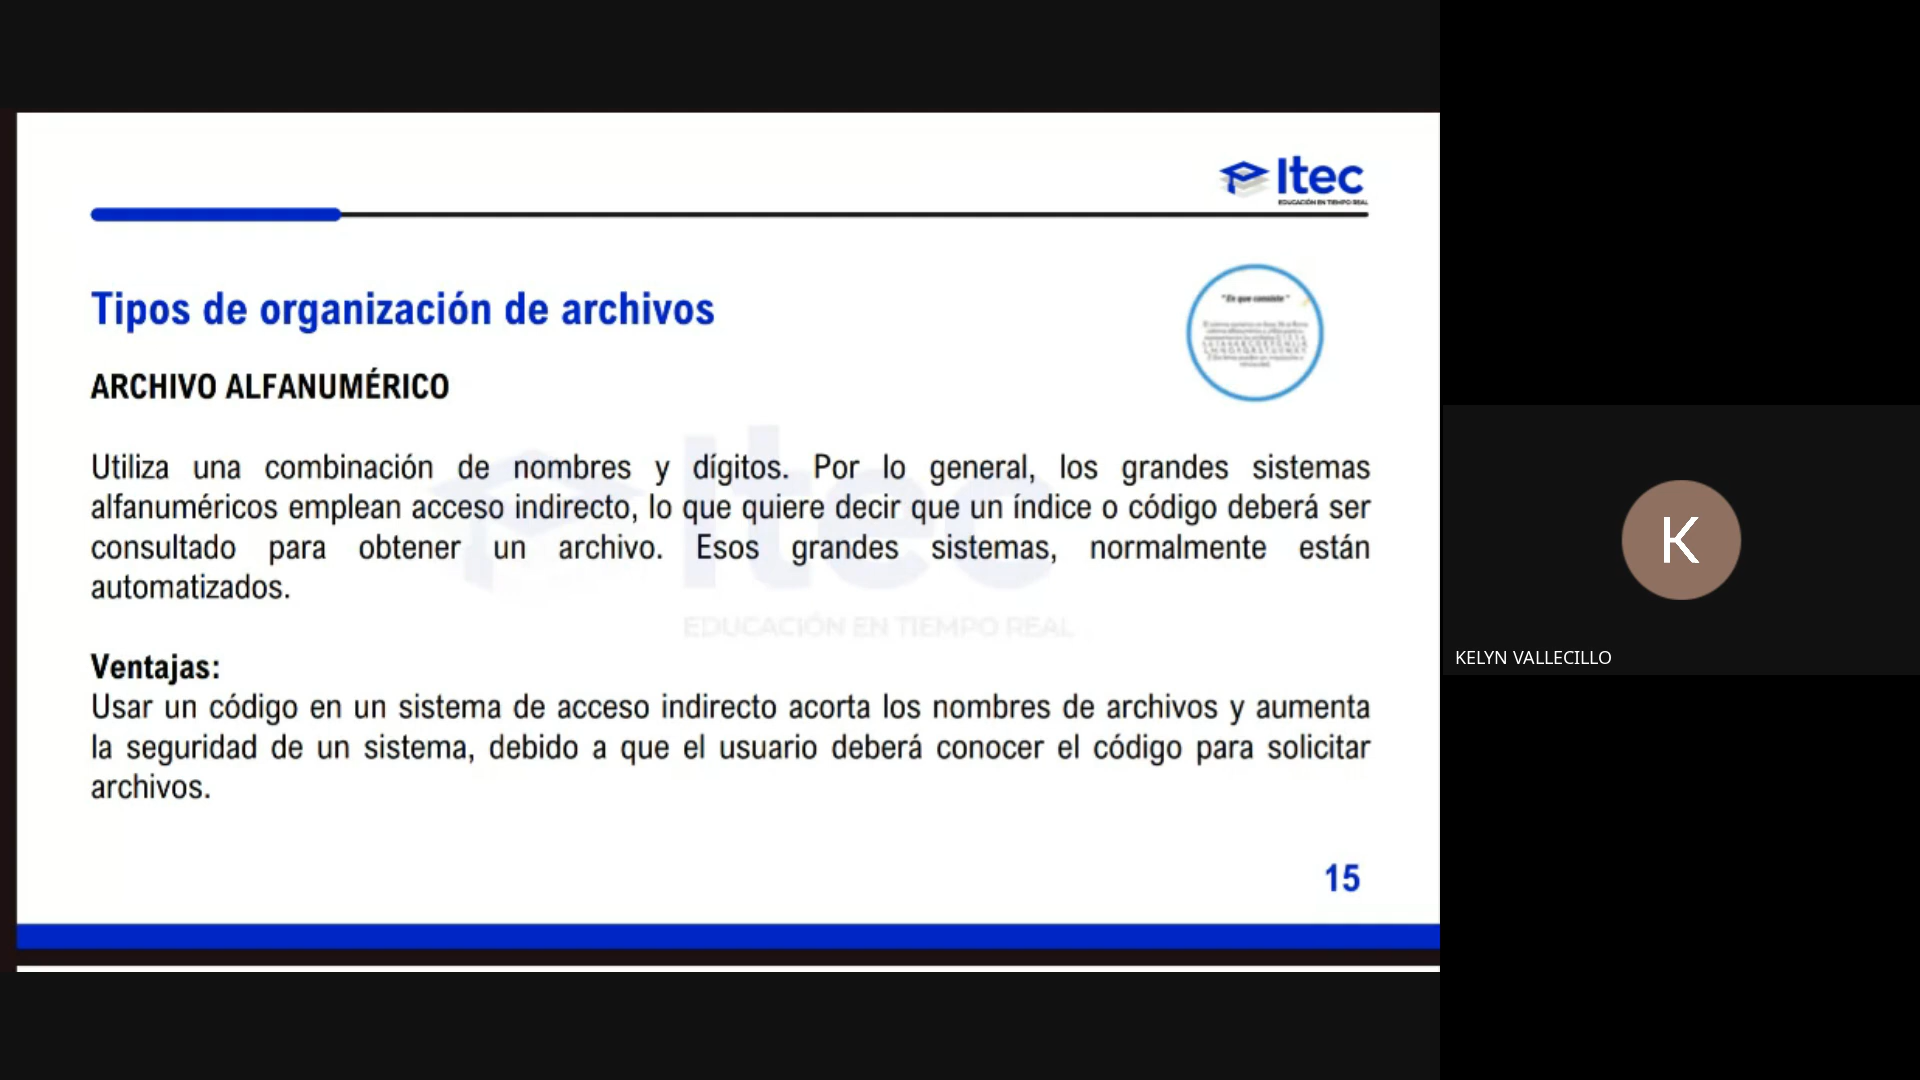 Itec
EDUCACIÓN EN TIEMPO REAL
Tipos de organización de archivos
" En que consiste "
ARCHIVO ALFANUMÉRICO
Utiliza una combinación de nombres y dígitos. Por lo general, los grandes sistemas
alfanuméricos emplean acceso indirecto, lo que quiere decir que un índice o código deberá ser
consultado para obtener un archivo. Esos grandes sistemas, normalmente están
automatizados.
Itec
EDUCACIÓN EN TIEMPO REAL
Ventajas:
Usar un código en un sistema de acceso indirecto acorta los nombres de archivos y aumenta
la seguridad de un sistema, debido a que el usuario deberá conocer el código para solicitar
archivos.
15
K
KELYN VALLECILLO